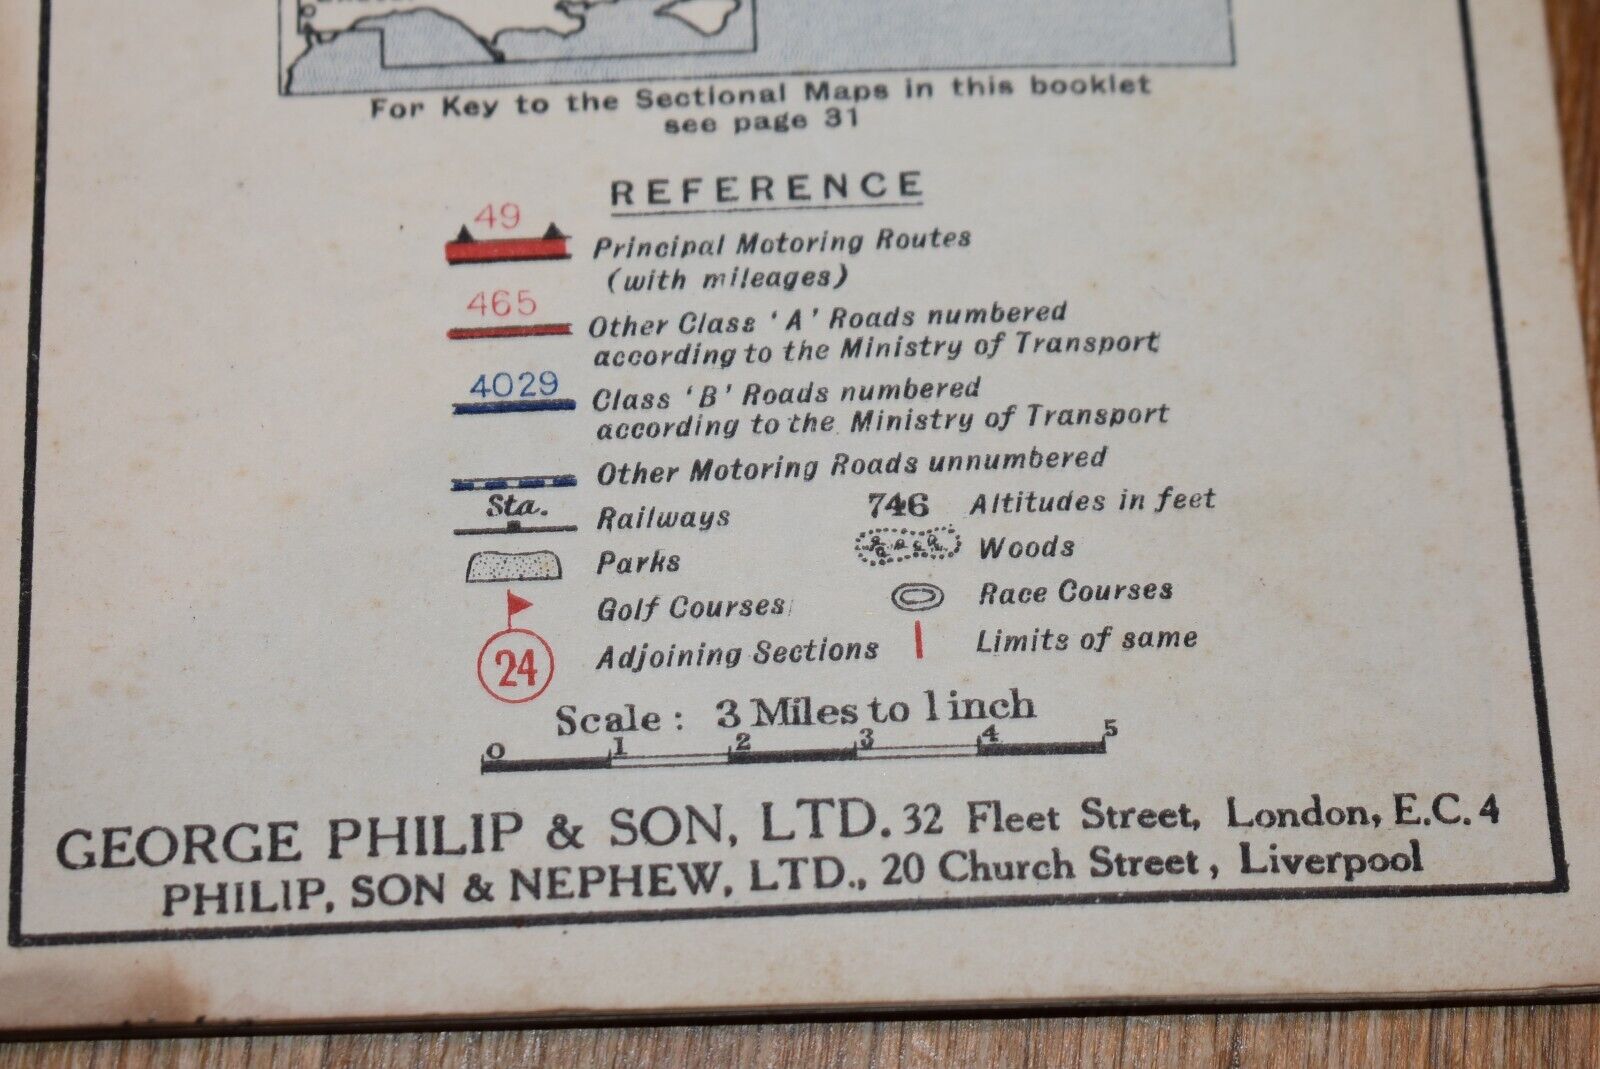 For Key to the Sectional Maps in this booklet
see page 31
REFERENCE
49
Principal Motoring Routes
(with mileages)
465
Other Class 'A' Roads numbered
according to the Ministry of Transport
4029
Class 'B' Roads numbered
according to the Ministry of Transport
Other Motoring Roads unnumbered
Sta. Railways
746 Altitudes in feet
Parks
Woods
Golf Courses
Race Courses
24 Adjoining Sections
Limits of same
Scale: 3 Miles to 1 inch
0 1 2 3 4 5
GEORGE PHILIP & SON, LTD. 32 Fleet Street, London, E.C.4
PHILIP, SON & NEPHEW, LTD., 20 Church Street, Liverpool